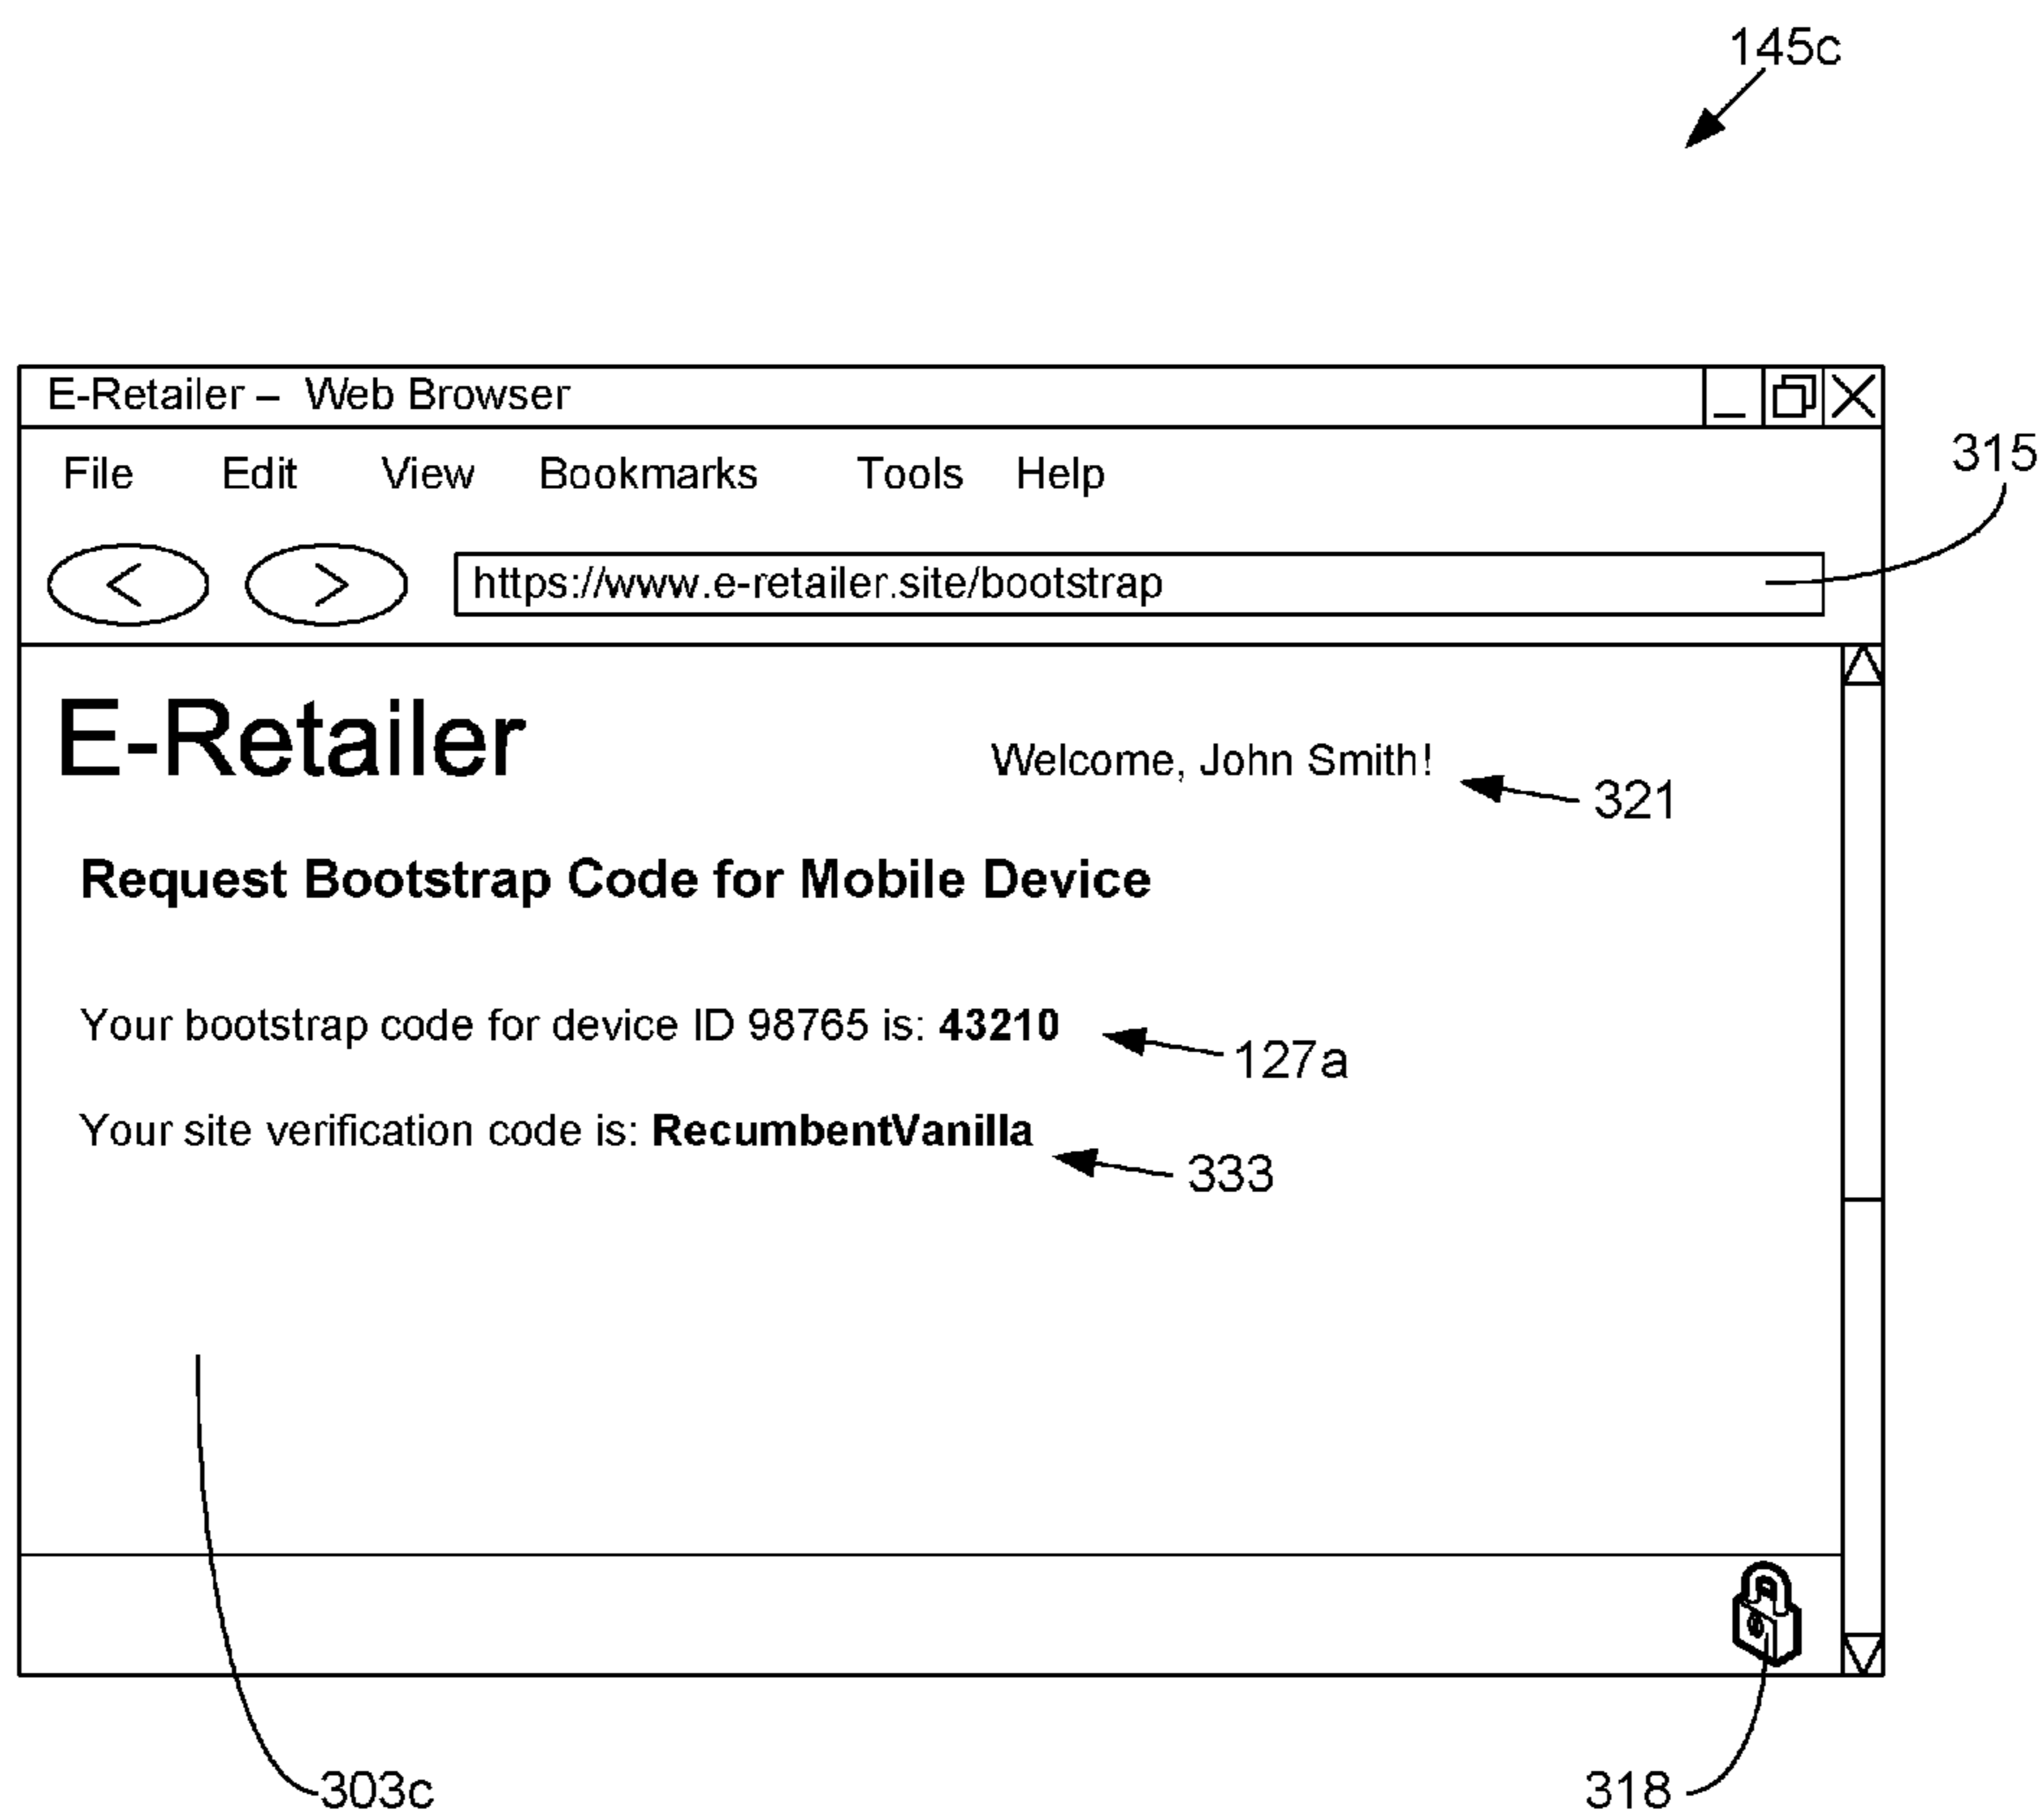 145c
E-Retailer – Web Browser
File Edit View Bookmarks Tools Help
315
< >
https://www.e-retailer.site/bootstrap
E-Retailer
Welcome, John Smith!
321
Request Bootstrap Code for Mobile Device
Your bootstrap code for device ID 98765 is: 43210
127a
Your site verification code is: RecumbentVanilla
333
303c
318